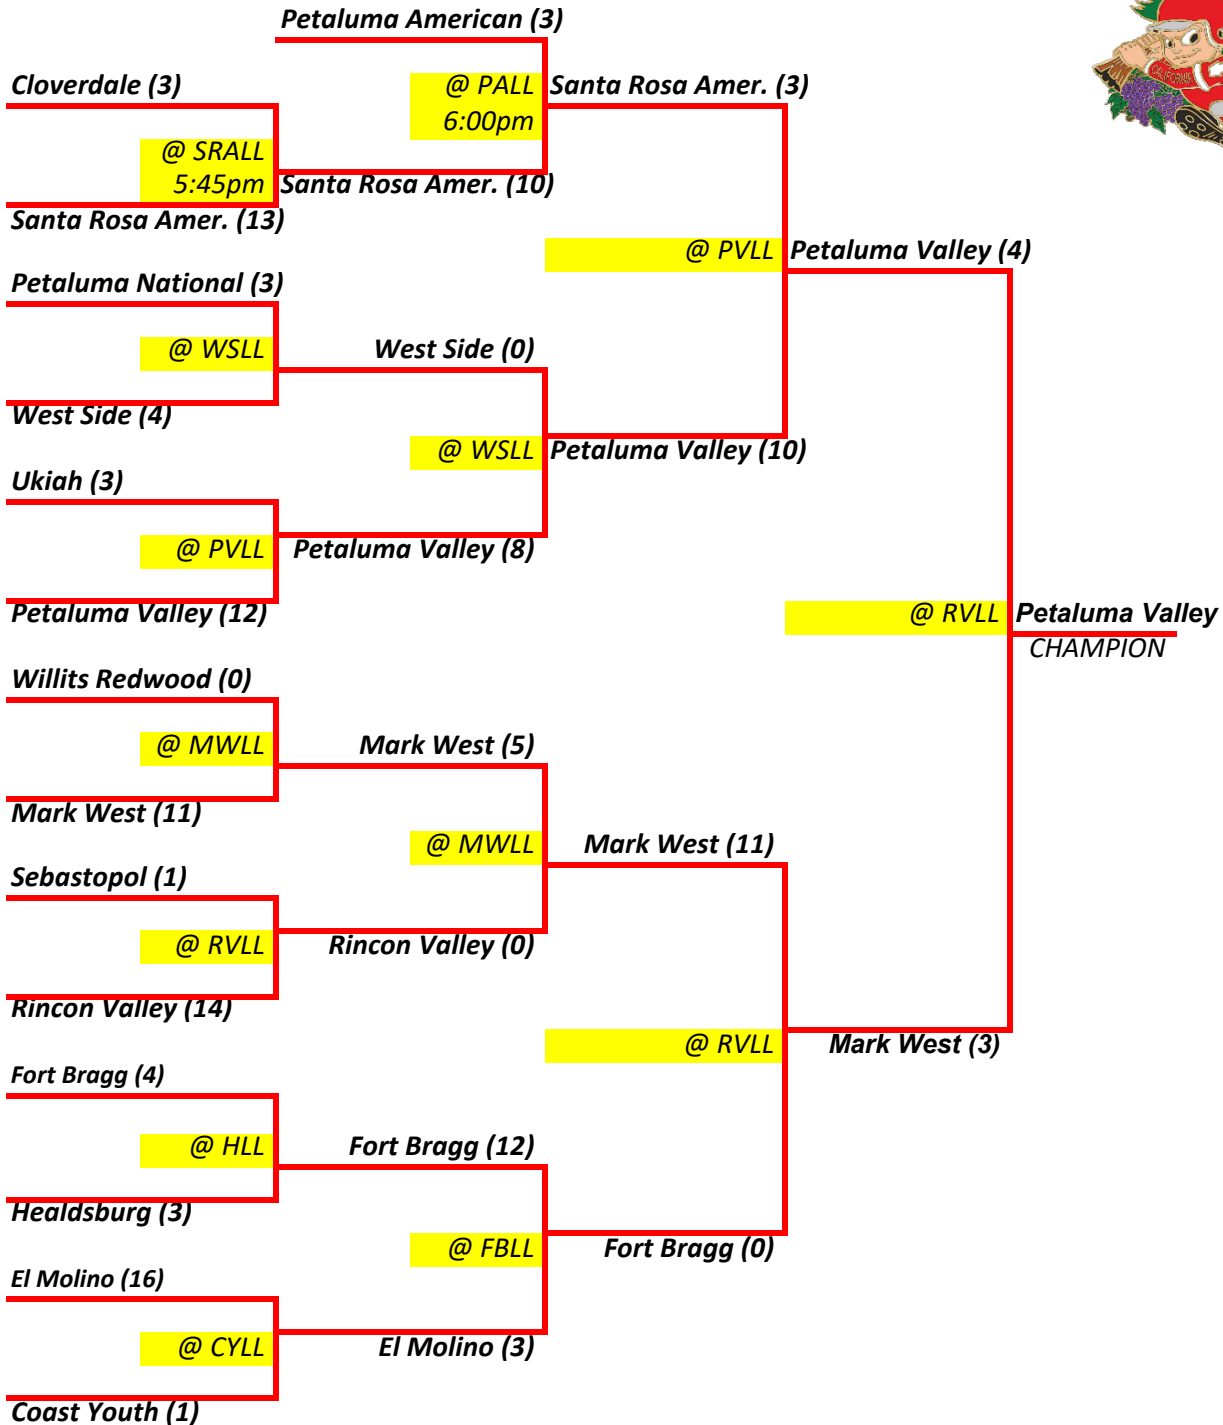 Petaluma American (3)
Cloverdale (3)
@ PALL
6:00pm
Santa Rosa Amer. (3)
@ SRALL
5:45pm
Santa Rosa Amer. (10)
Santa Rosa Amer. (13)
@ PVLL
Petaluma Valley (4)
Petaluma National (3)
@ WSLL
West Side (0)
West Side (4)
@ WSLL
Petaluma Valley (10)
Ukiah (3)
@ PVLL
Petaluma Valley (8)
Petaluma Valley (12)
@ RVLL
Petaluma Valley
CHAMPION
Willits Redwood (0)
@ MWLL
Mark West (5)
Mark West (11)
@ MWLL
Mark West (11)
Sebastopol (1)
@ RVLL
Rincon Valley (0)
Rincon Valley (14)
@ RVLL
Mark West (3)
Fort Bragg (4)
@ HLL
Fort Bragg (12)
Healdsburg (3)
@ FBLL
Fort Bragg (0)
El Molino (16)
@ CYLL
El Molino (3)
Coast Youth (1)
CALIFORNIA